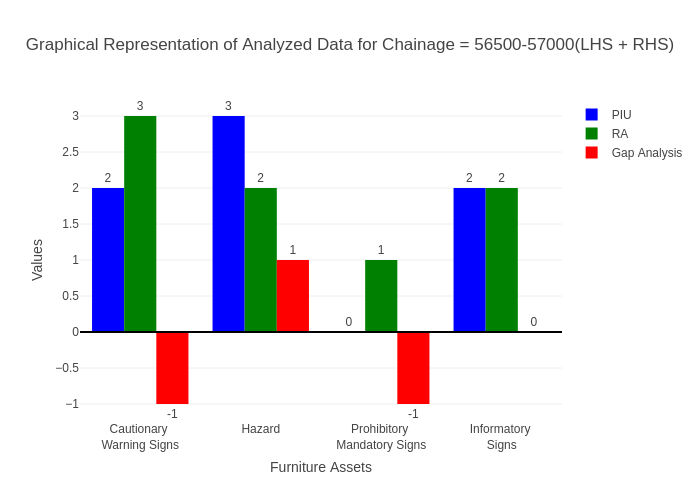 Graphical Representation of Analyzed Data for Chainage = 56500-57000(LHS + RHS)
PIU
RA
Gap Analysis
3
2.5
2
1.5
1
0.5
0
−0.5
−1
Values
2
3
-1
3
2
1
0
1
-1
2
2
0
Cautionary
Warning Signs
Hazard
Prohibitory
Mandatory Signs
Informatory
Signs
Furniture Assets